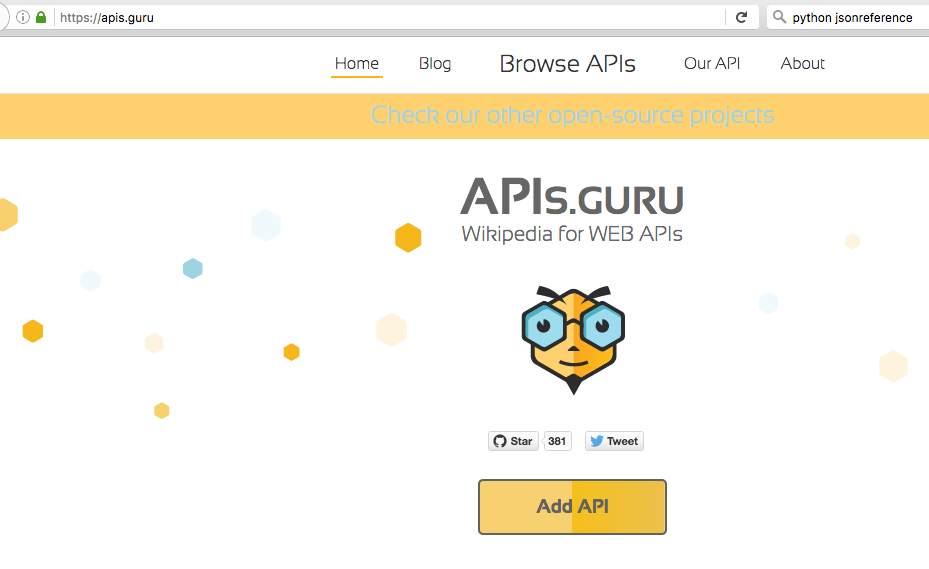 https://apis.guru
python jsonreference
Home Blog Browse APIs Our API About
Check our other open-source projects
APIs.GURU
Wikipedia for WEB APIs
Star 381 Tweet
Add API